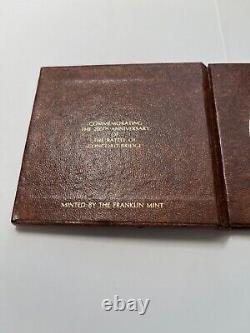 COMMEMORATING
THE 200TH ANNIVERSARY
OF
THE BATTLE OF
CONCORD BRIDGE
MINTED BY THE FRANKLIN MINT